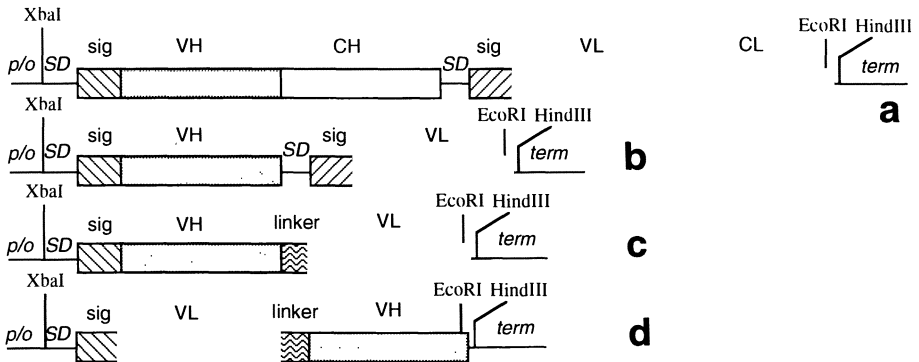 XbaI
sig VH CH sig VL CL EcoRI HindIII
p/o SD SD term
a
XbaI
sig VH sig VL EcoRI HindIII
p/o SD SD term
b
XbaI
sig VH linker VL EcoRI HindIII
p/o SD term
c
XbaI
sig VL linker VH EcoRI HindIII
p/o SD term
d